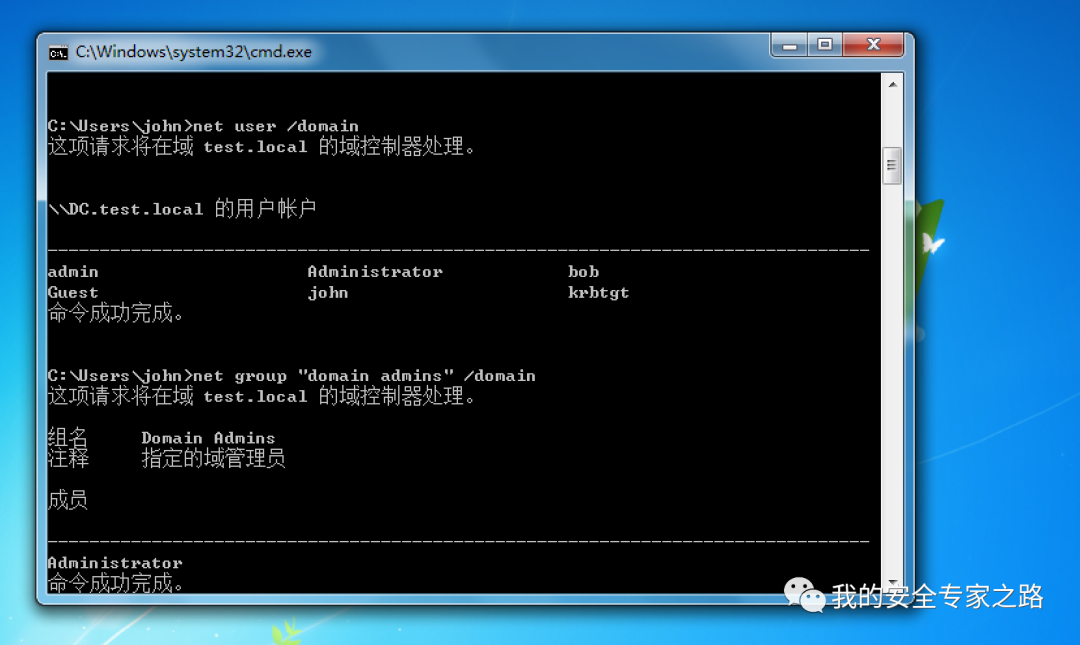 C:\Windows\system32\cmd.exe
C:\Users\john>net user /domain
这项请求将在域 test.local 的域控制器处理。
\\DC.test.local 的用户帐户
-------------------------------------------------------------------------------
admin Administrator bob
Guest john krbtgt
命令成功完成。
C:\Users\john>net group "domain admins" /domain
这项请求将在域 test.local 的域控制器处理。
组名 Domain Admins
注释 指定的域管理员
成员
-------------------------------------------------------------------------------
Administrator
命令成功完成。
我的安全专家之路